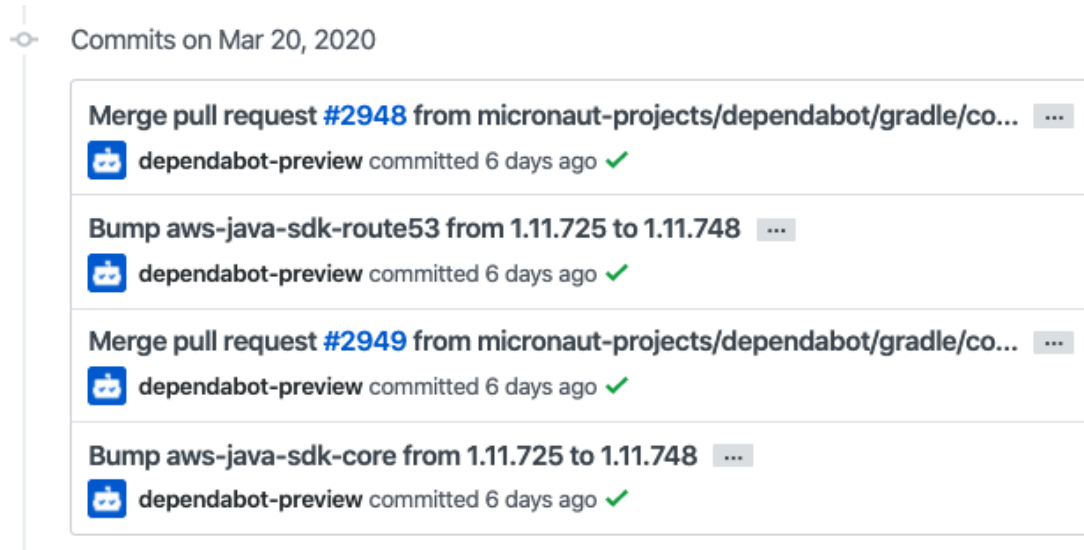 Commits on Mar 20, 2020
Merge pull request #2948 from micronaut-projects/dependabot/gradle/co... ...
dependabot-preview committed 6 days ago ✓
Bump aws-java-sdk-route53 from 1.11.725 to 1.11.748 ...
dependabot-preview committed 6 days ago ✓
Merge pull request #2949 from micronaut-projects/dependabot/gradle/co... ...
dependabot-preview committed 6 days ago ✓
Bump aws-java-sdk-core from 1.11.725 to 1.11.748 ...
dependabot-preview committed 6 days ago ✓